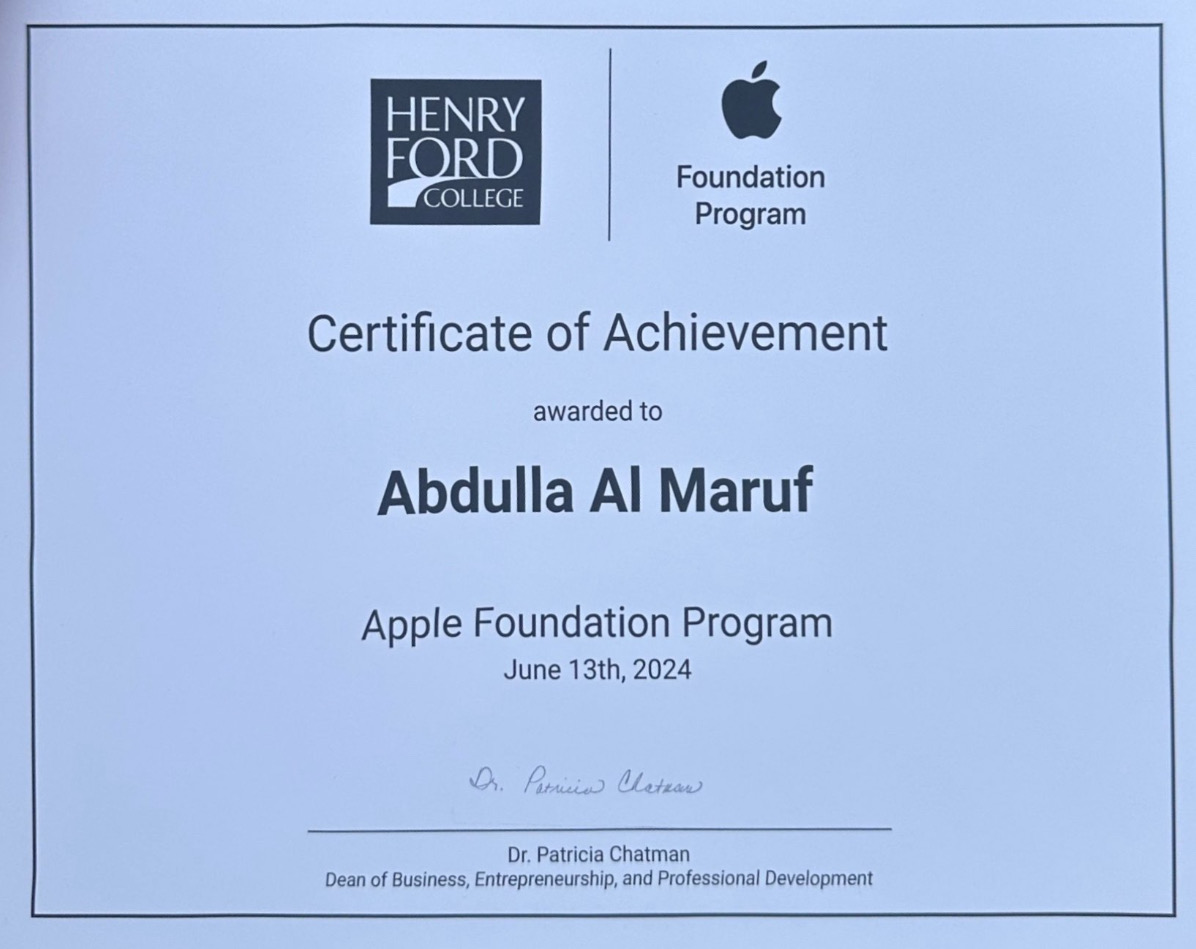 HENRY
FORD
COLLEGE
Foundation
Program
Certificate of Achievement
awarded to
Abdulla Al Maruf
Apple Foundation Program
June 13th, 2024
Dr. Patricia Chatman
Dr. Patricia Chatman
Dean of Business, Entrepreneurship, and Professional Development